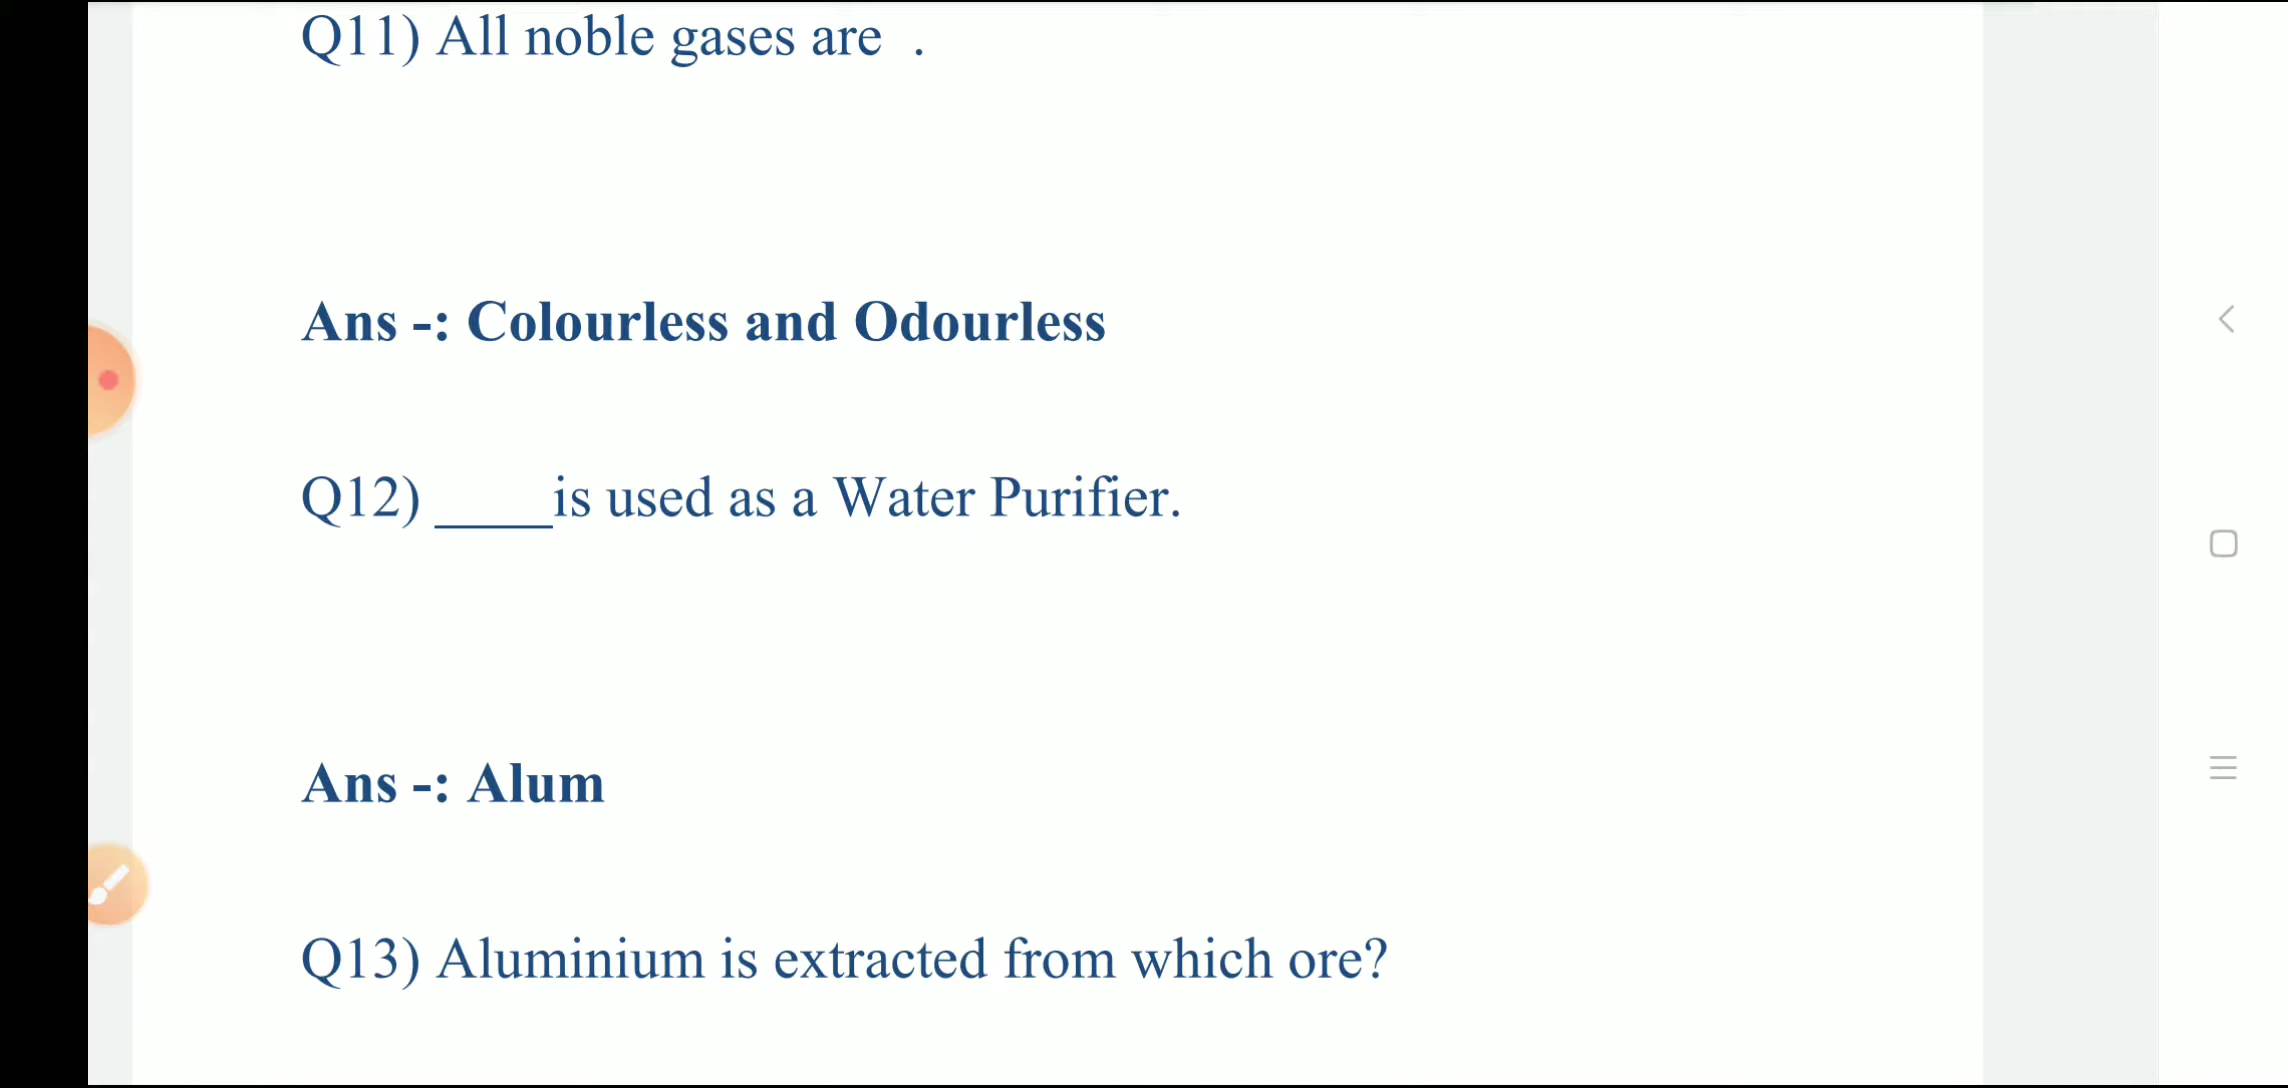 Q11) All noble gases are  .
Ans -: Colourless and Odourless
Q12) ____is used as a Water Purifier.
Ans -: Alum
Q13) Aluminium is extracted from which ore?